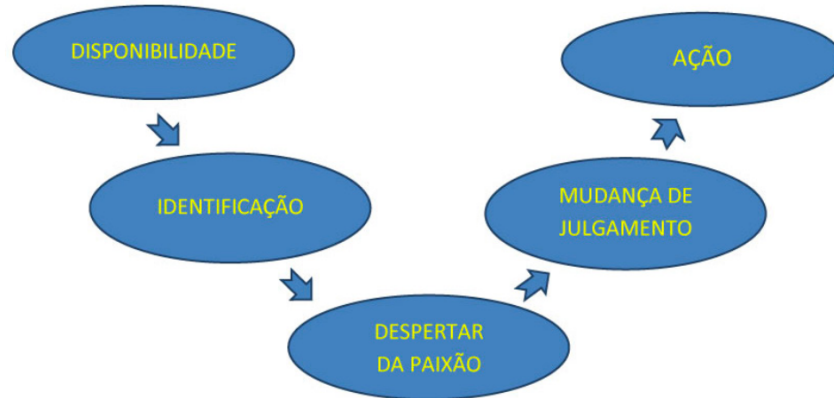 DISPONIBILIDADE
IDENTIFICAÇÃO
DESPERTAR
DA PAIXÃO
MUDANÇA DE
JULGAMENTO
AÇÃO